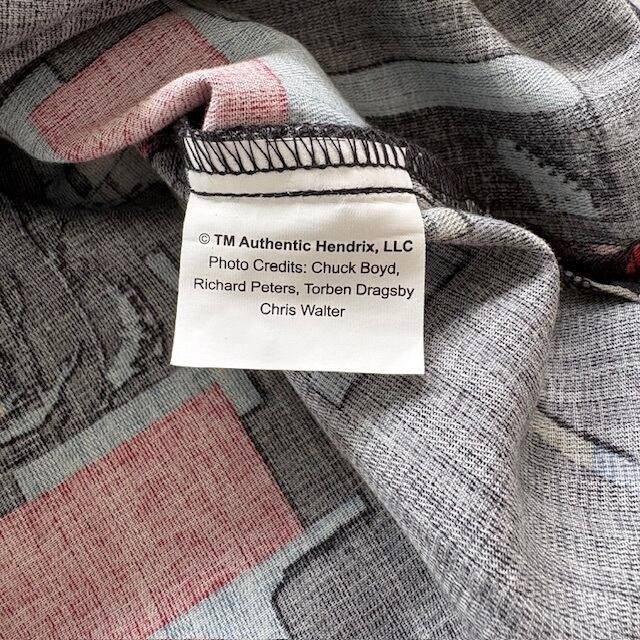 © TM Authentic Hendrix, LLC
Photo Credits: Chuck Boyd,
Richard Peters, Torben Dragsby
Chris Walter